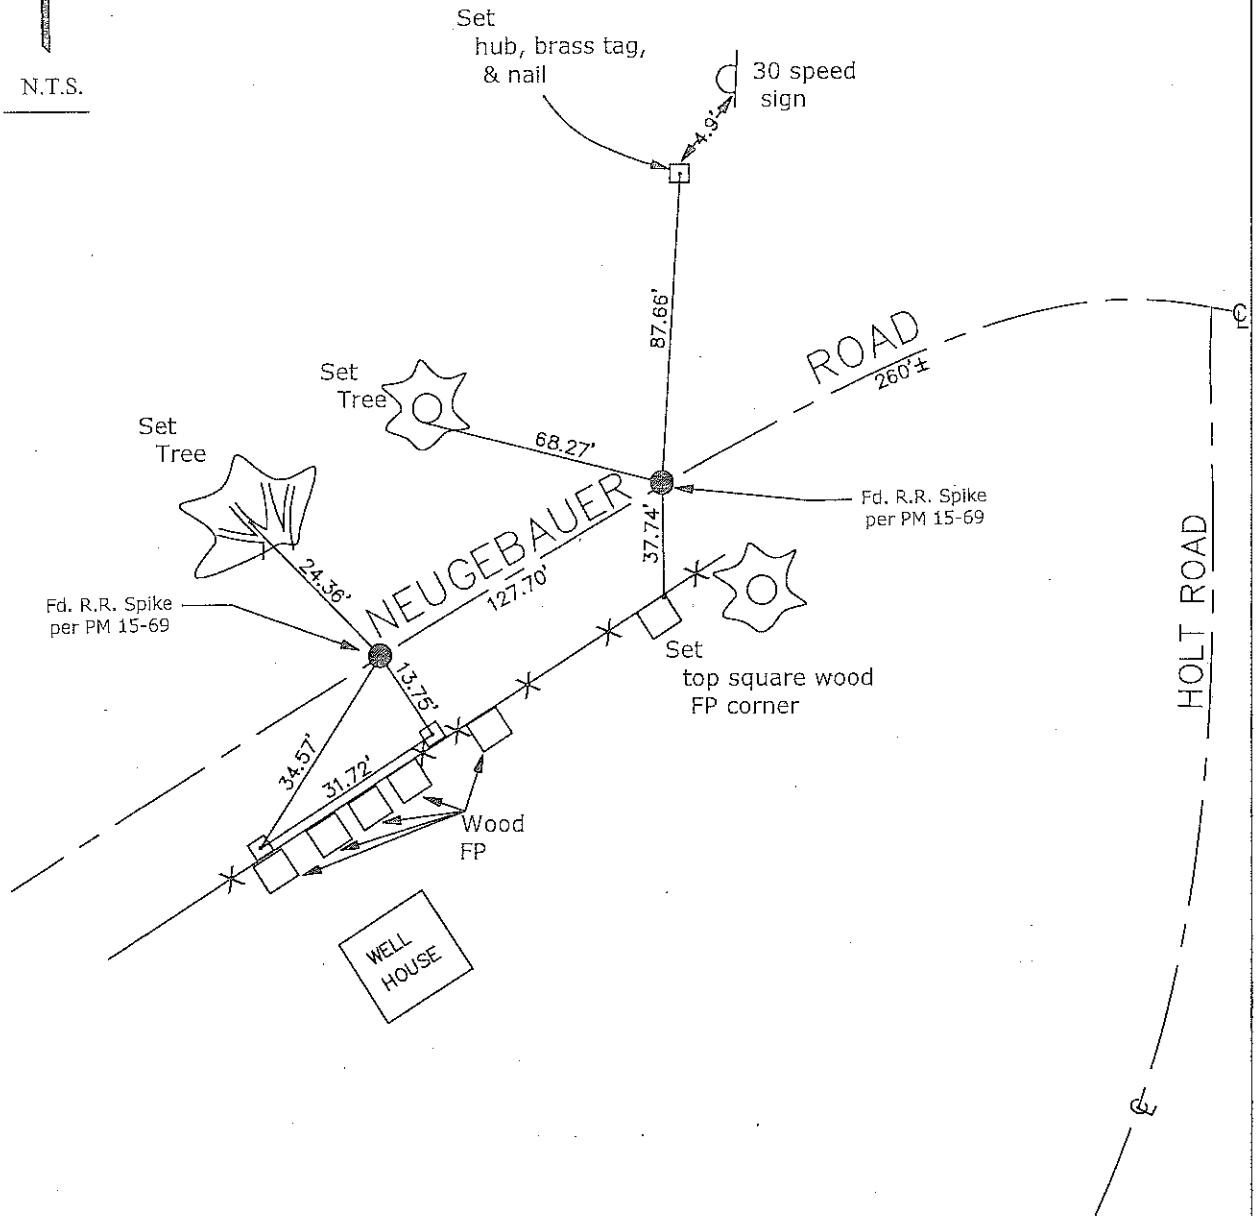 N.T.S.
Set
hub, brass tag,
& nail
30 speed
sign
4.9'
87.66'
ROAD
260'±
℄
Set
Tree
68.27'
Set
Tree
Fd. R.R. Spike
per PM 15-69
37.74'
NEUGEBAUER
127.70'
24.36'
Fd. R.R. Spike
per PM 15-69
13.75'
34.57'
31.72'
Set
top square wood
FP corner
HOLT ROAD
Wood
FP
WELL
HOUSE
℄